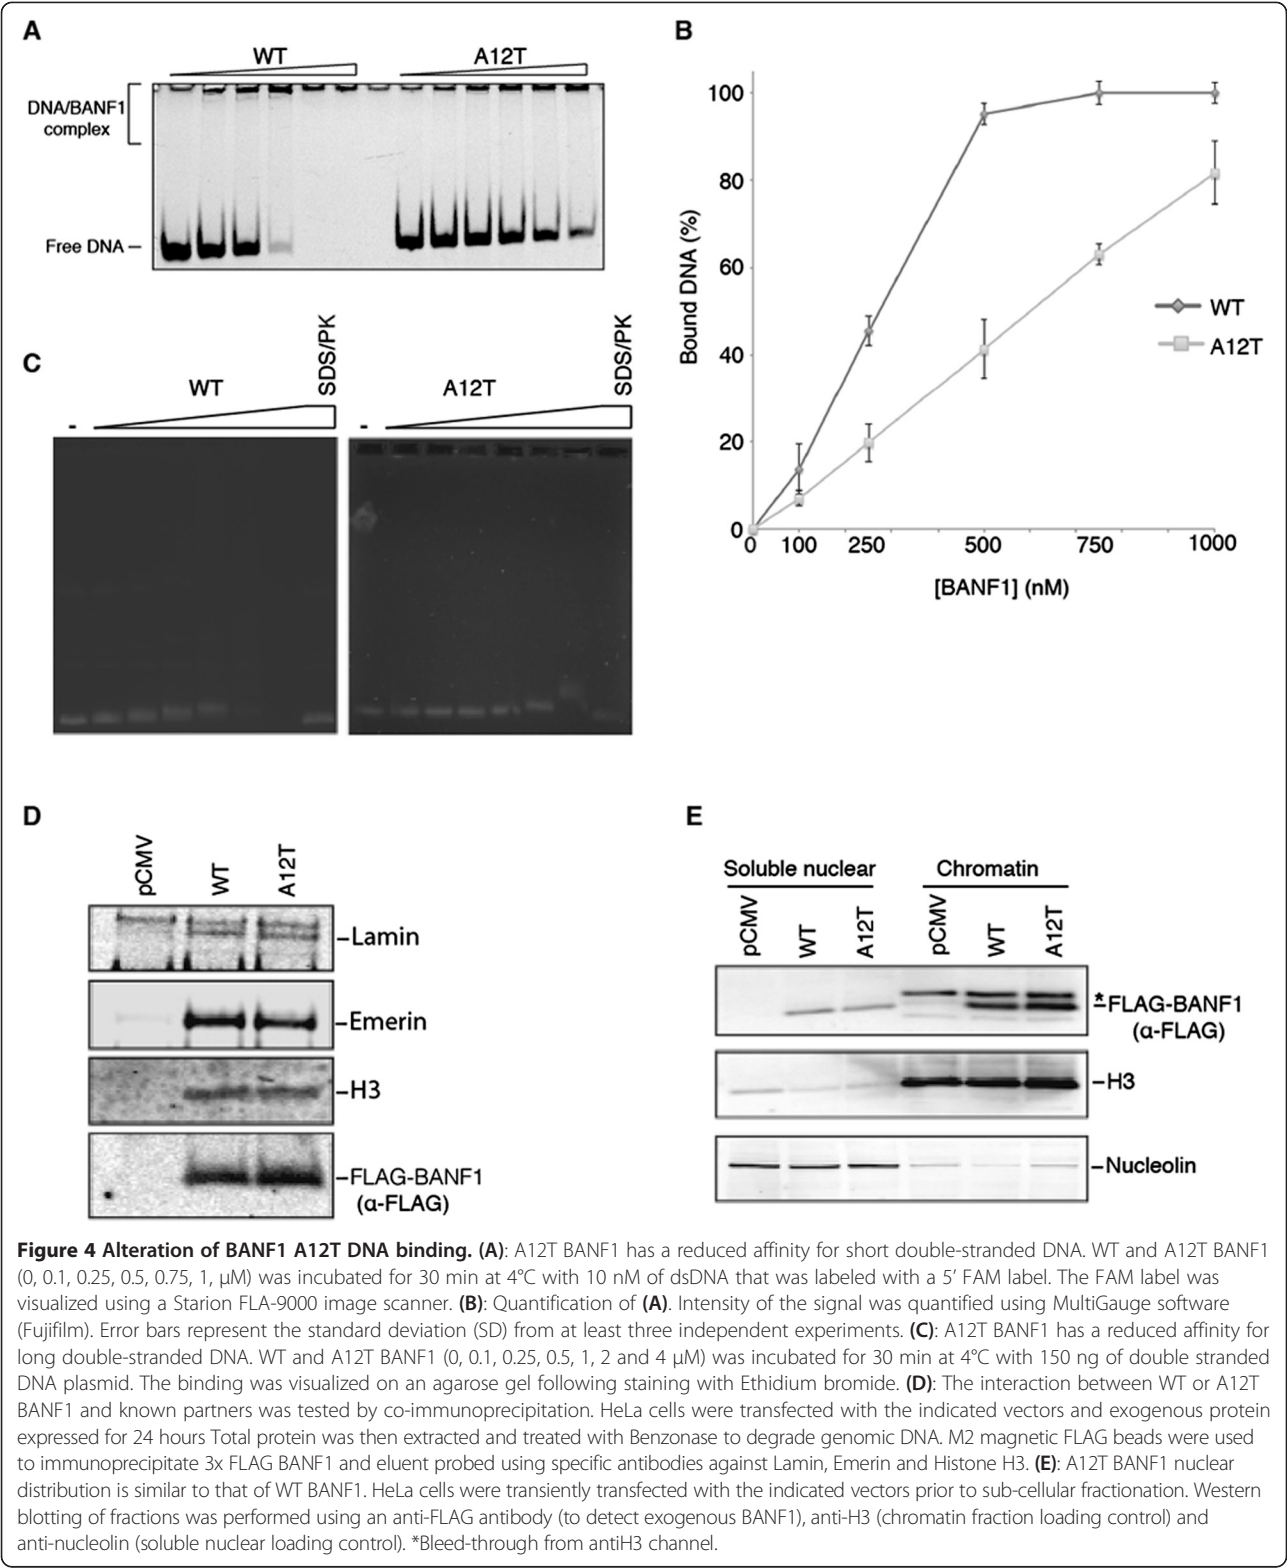 A
WT
A12T
DNA/BANF1
complex
Free DNA
B
100
80
60
40
20
0
Bound DNA (%)
0 100 250 500 750 1000
[BANF1] (nM)
WT
A12T
C
WT
SDS/PK
-
A12T
SDS/PK
-
D
pCMV
WT
A12T
Lamin
Emerin
H3
FLAG-BANF1
(α-FLAG)
E
Soluble nuclear
Chromatin
pCMV
WT
A12T
pCMV
WT
A12T
*
FLAG-BANF1
(α-FLAG)
H3
Nucleolin
Figure 4 Alteration of BANF1 A12T DNA binding. (A): A12T BANF1 has a reduced affinity for short double-stranded DNA. WT and A12T BANF1
(0, 0.1, 0.25, 0.5, 0.75, 1, μM) was incubated for 30 min at 4°C with 10 nM of dsDNA that was labeled with a 5’ FAM label. The FAM label was
visualized using a Starion FLA-9000 image scanner. (B): Quantification of (A). Intensity of the signal was quantified using MultiGauge software
(Fujifilm). Error bars represent the standard deviation (SD) from at least three independent experiments. (C): A12T BANF1 has a reduced affinity for
long double-stranded DNA. WT and A12T BANF1 (0, 0.1, 0.25, 0.5, 1, 2 and 4 μM) was incubated for 30 min at 4°C with 150 ng of double stranded
DNA plasmid. The binding was visualized on an agarose gel following staining with Ethidium bromide. (D): The interaction between WT or A12T
BANF1 and known partners was tested by co-immunoprecipitation. HeLa cells were transfected with the indicated vectors and exogenous protein
expressed for 24 hours Total protein was then extracted and treated with Benzonase to degrade genomic DNA. M2 magnetic FLAG beads were used
to immunoprecipitate 3x FLAG BANF1 and eluent probed using specific antibodies against Lamin, Emerin and Histone H3. (E): A12T BANF1 nuclear
distribution is similar to that of WT BANF1. HeLa cells were transiently transfected with the indicated vectors prior to sub-cellular fractionation. Western
blotting of fractions was performed using an anti-FLAG antibody (to detect exogenous BANF1), anti-H3 (chromatin fraction loading control) and
anti-nucleolin (soluble nuclear loading control). *Bleed-through from antiH3 channel.